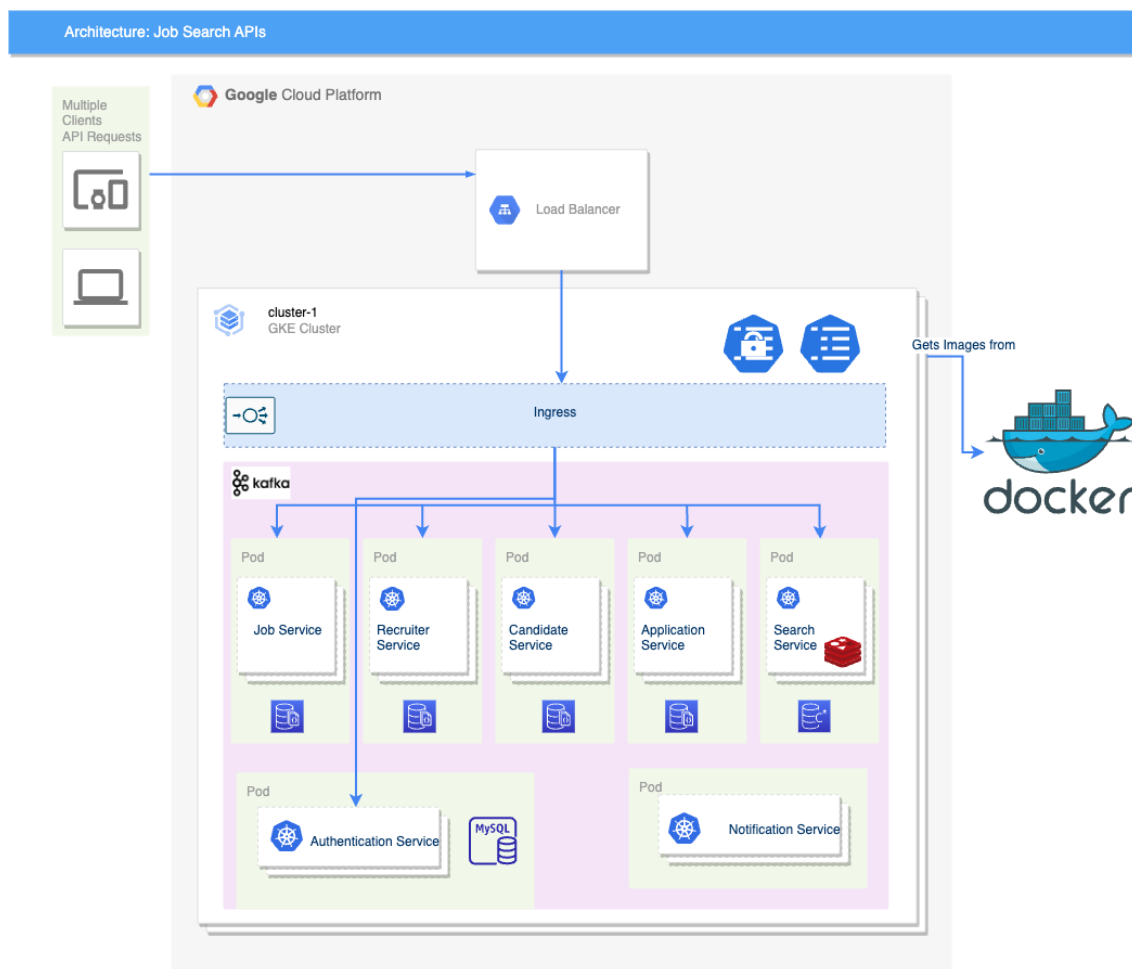 Architecture: Job Search APIs
Multiple
Clients
API Requests
Google Cloud Platform
Load Balancer
cluster-1
GKE Cluster
Gets Images from
Ingress
docker
kafka
Pod
Job Service
Pod
Recruiter
Service
Pod
Candidate
Service
Pod
Application
Service
Pod
Search
Service
Pod
Authentication Service
MySQL
Pod
Notification Service